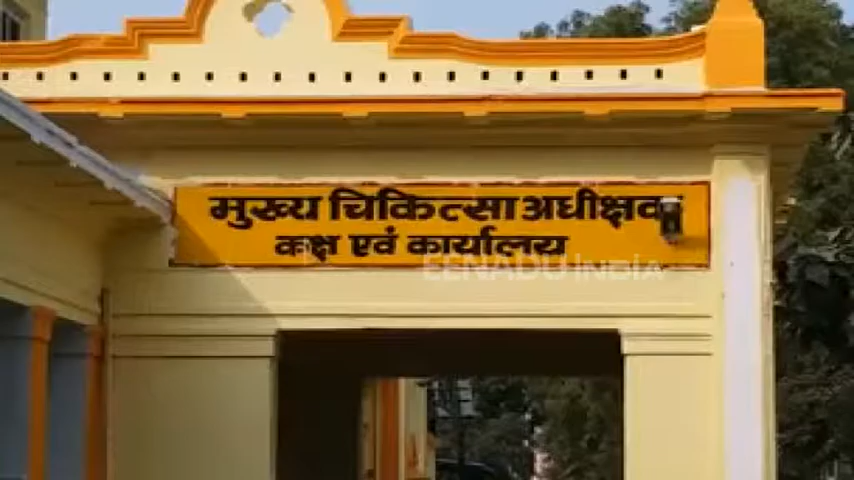 मुख्य चिकित्सा अधीक्षक
कक्ष एवं कार्यालय
EENADU INDIA